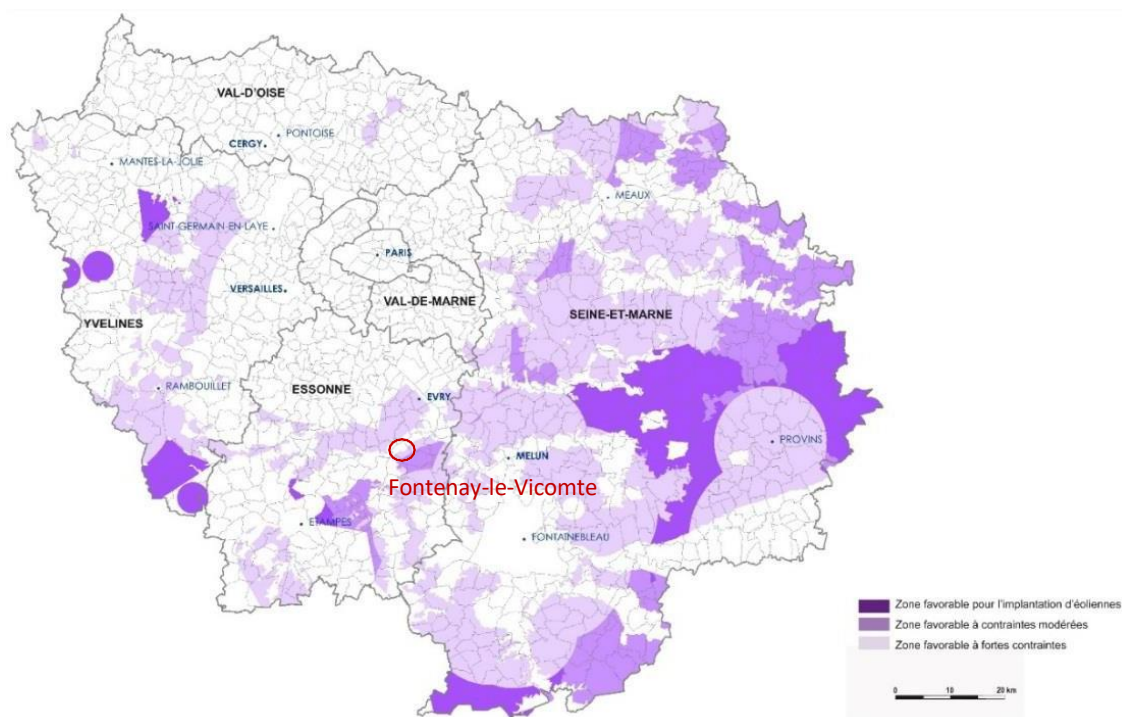 VAL-D'OISE
PONTOISE
CERGY
MANTES-LA-JOLIE
MEAUX
SAINT-GERMAIN-EN-LAYE
PARIS
VERSAILLES
VAL-DE-MARNE
SEINE-ET-MARNE
YVELINES
RAMBOUILLET
ESSONNE
EVRY
PROVINS
MELUN
Fontenay-le-Vicomte
ETAMPES
FONTAINEBLEAU
Zone favorable pour l'implantation d'éoliennes
Zone favorable à contraintes modérées
Zone favorable à fortes contraintes
0 10 20 km